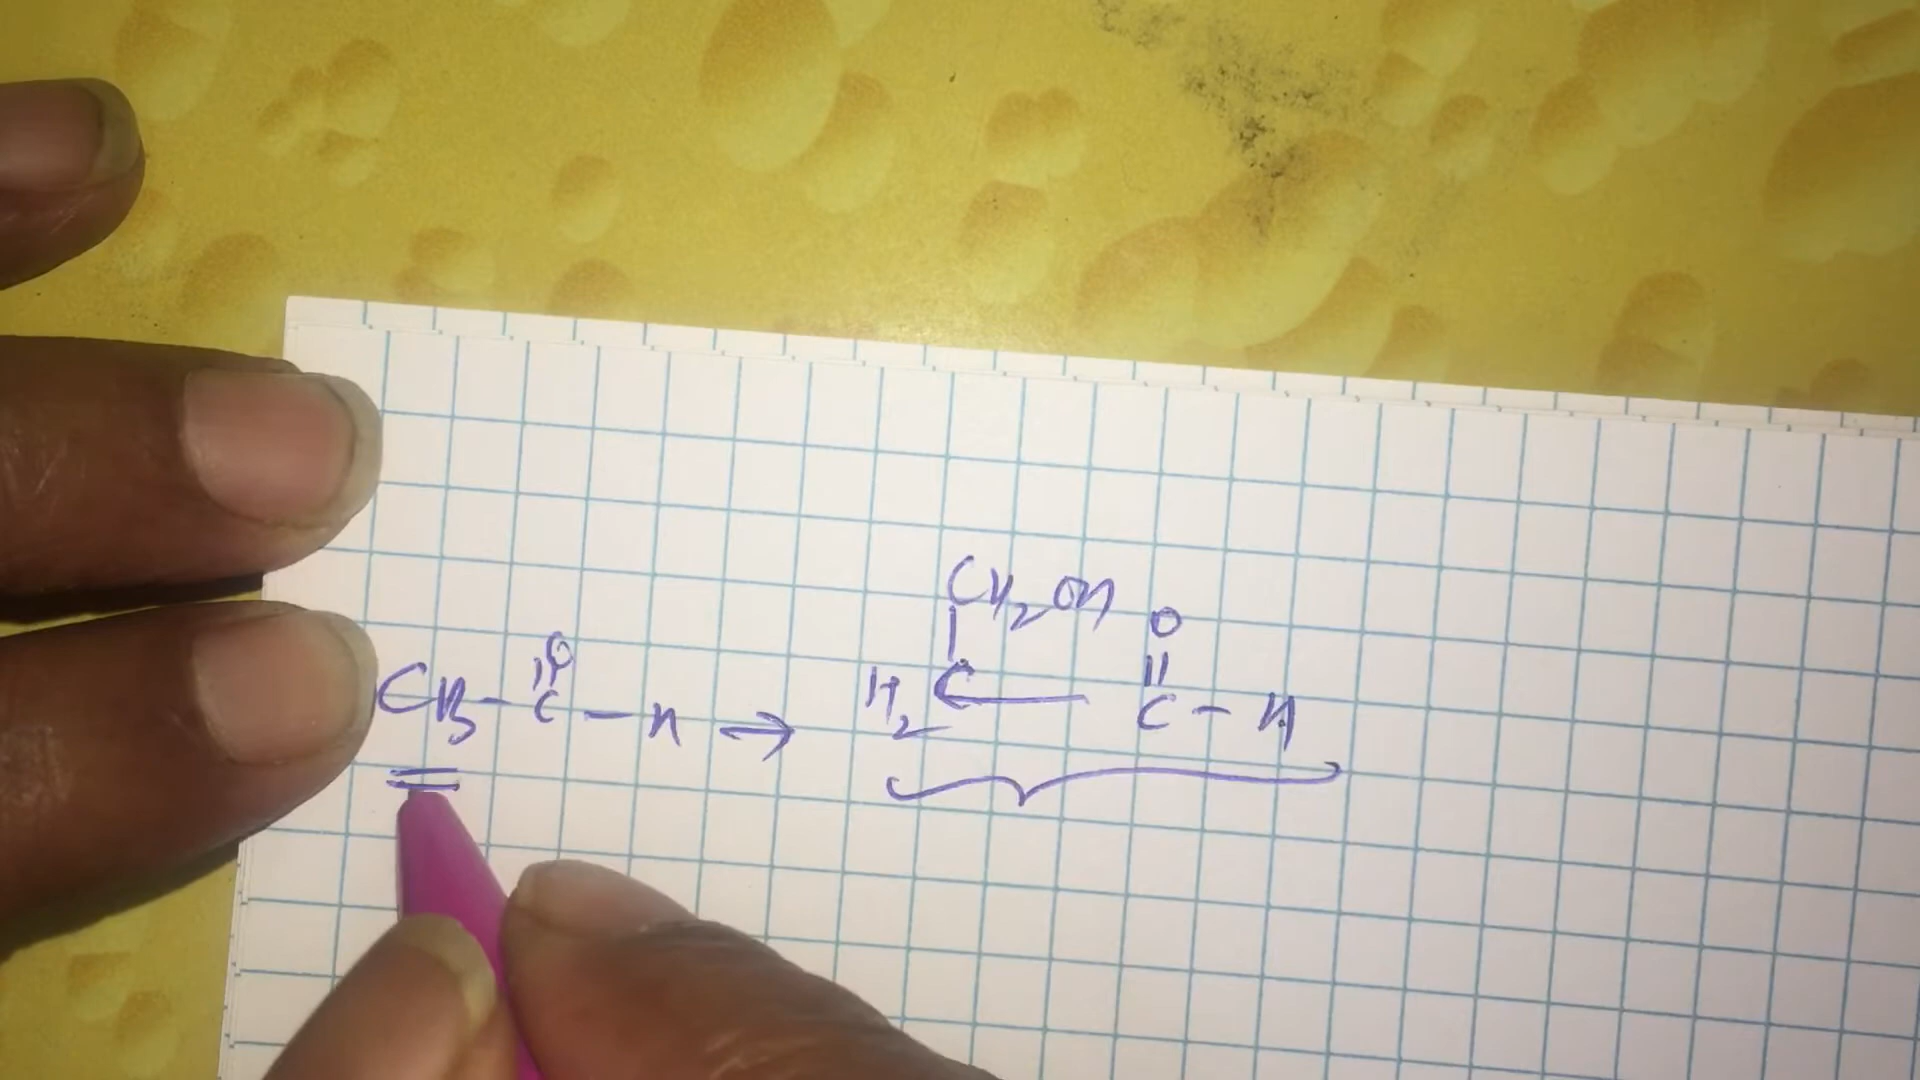 CH2OH
O O
CH3-C-H → H2C-C-H